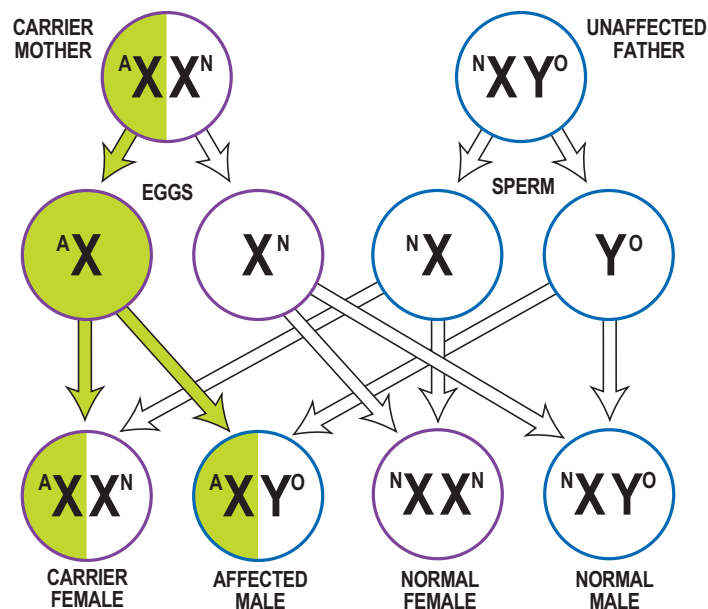 CARRIER
MOTHER
UNAFFECTED
FATHER
AXXN
NXYO
EGGS
SPERM
AX
XN
NX
YO
AXXN
AXYO
NXXN
NXYO
CARRIER
FEMALE
AFFECTED
MALE
NORMAL
FEMALE
NORMAL
MALE